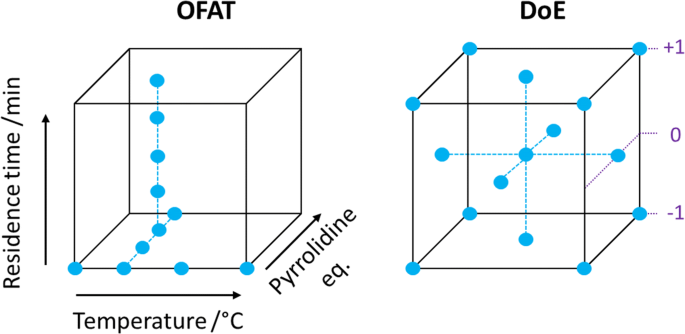 OFAT
DoE
+1
0
-1
Residence time /min
Pyrrolidine
eq.
Temperature /°C